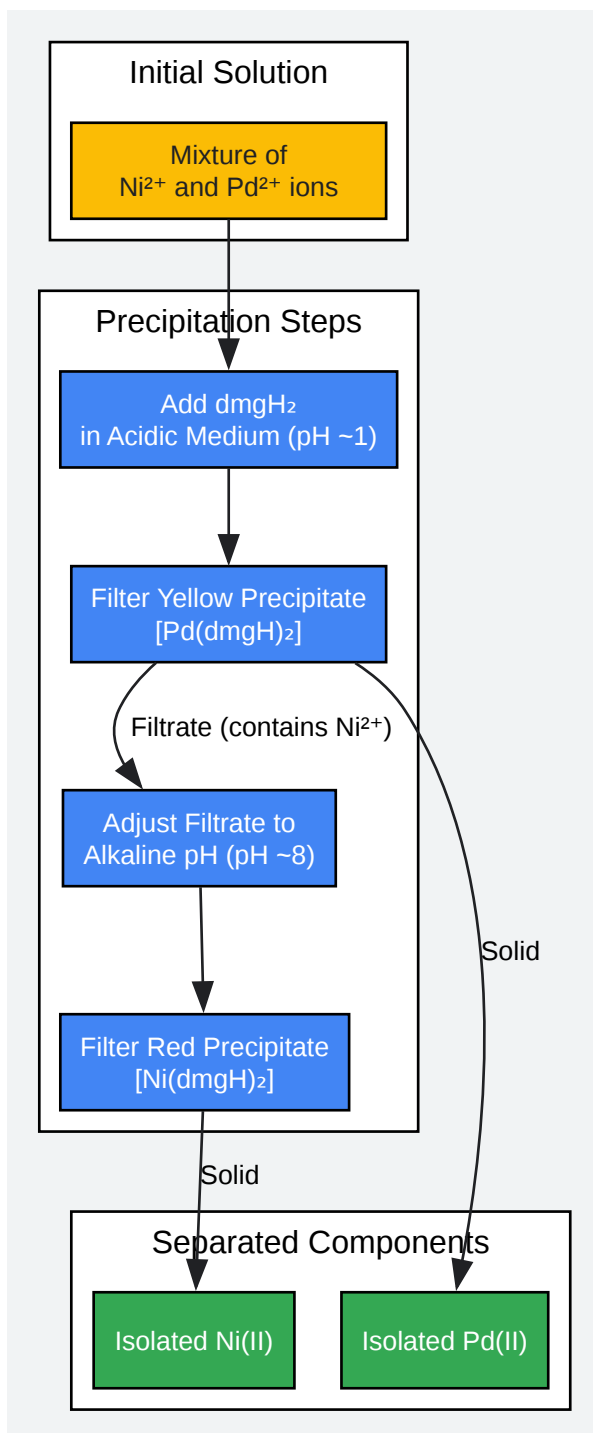 Initial Solution
Mixture of
Ni²⁺ and Pd²⁺ ions
Precipitation Steps
Add dmgH₂
in Acidic Medium (pH ~1)
Filter Yellow Precipitate
[Pd(dmgH)₂]
Filtrate (contains Ni²⁺)
Adjust Filtrate to
Alkaline pH (pH ~8)
Solid
Filter Red Precipitate
[Ni(dmgH)₂]
Solid
Separated Components
Isolated Ni(II)
Isolated Pd(II)